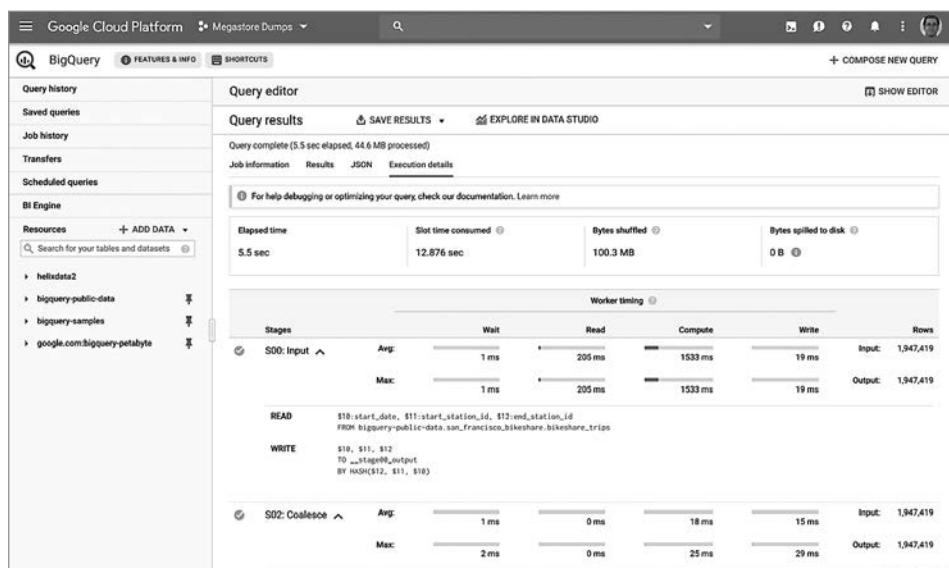 Google Cloud Platform Megastore Dumps
BigQuery FEATURES & INFO SHORTCUTS + COMPOSE NEW QUERY
Query history
Saved queries
Job history
Transfers
Scheduled queries
BI Engine
Resources + ADD DATA
Search for your tables and datasets
helixdata2
bigquery-public-data
bigquery-samples
google.com:bigquery-petabyte
Query editor SHOW EDITOR
Query results SAVE RESULTS EXPLORE IN DATA STUDIO
Query complete (5.5 sec elapsed, 44.6 MB processed)
Job information Results JSON Execution details
For help debugging or optimizing your query, check our documentation. Learn more
Elapsed time Slot time consumed Bytes shuffled Bytes spilled to disk
5.5 sec 12.876 sec 100.3 MB 0 B
Worker timing
Stages Wait Read Compute Write Rows
S00: Input Avg: 1 ms 205 ms 1533 ms 19 ms Input: 1,947,419
Max: 1 ms 205 ms 1533 ms 19 ms Output: 1,947,419
READ $10:start_date, $11:start_station_id, $12:end_station_id
FROM bigquery-public-data.san_francisco_bikeshare.bikeshare_trips
WRITE $10, $11, $12
TO __stage00_output
BY HASH($12, $11, $10)
S02: Coalesce Avg: 1 ms 0 ms 18 ms 15 ms Input: 1,947,419
Max: 2 ms 0 ms 25 ms 29 ms Output: 1,947,419